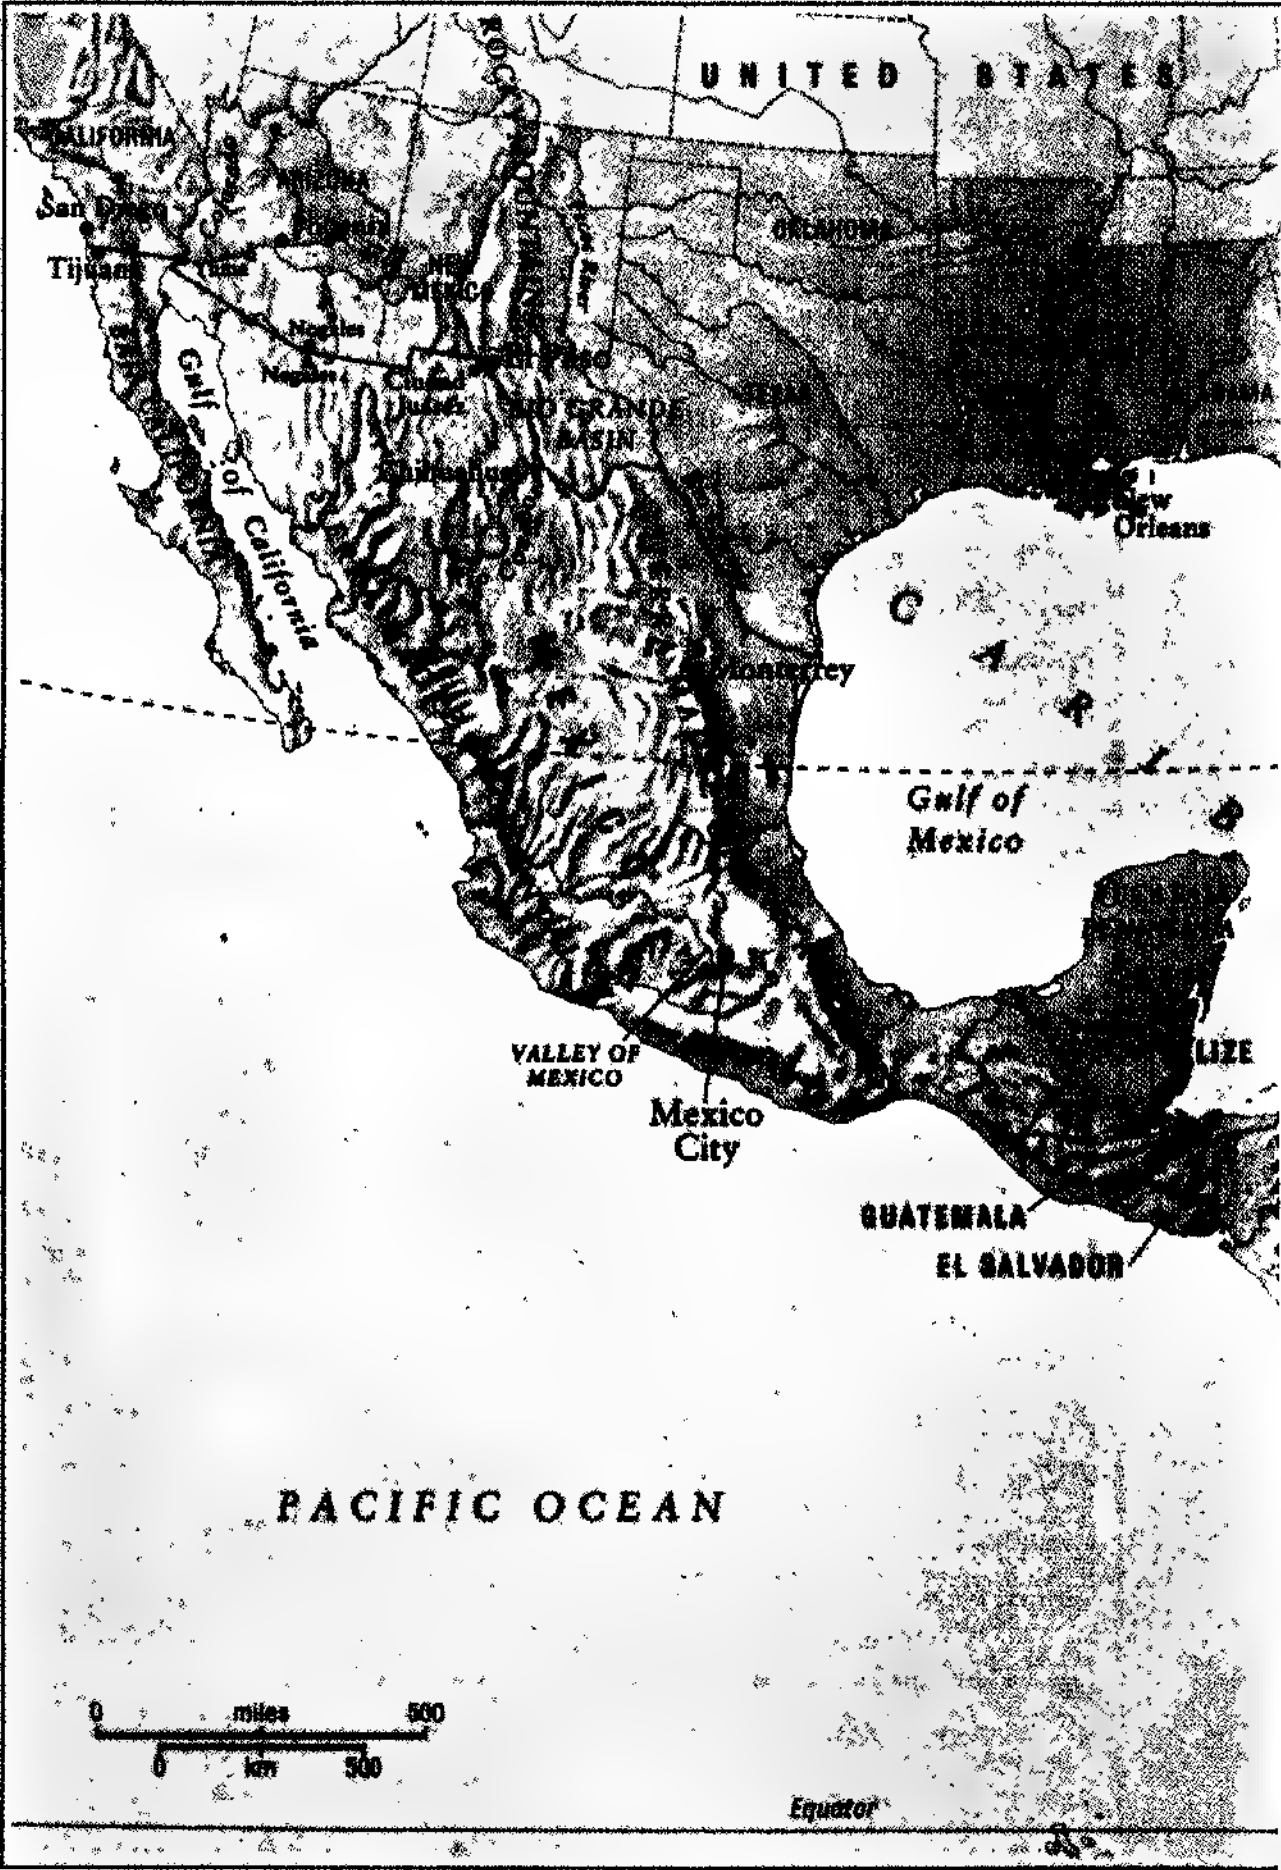 UNITED STATES
CALIFORNIA
ARIZONA
San Diego
Phoenix
OKLAHOMA
Tijuana
Yuma
NEW
MEXICO
Nogales
El Paso
Nogales
Ciudad
Juárez
TEXAS
RIO GRANDE
BASIN
Gulf of California
Chihuahua
New
Orleans
Monterrey
C A R I B
Gulf of
Mexico
VALLEY OF
MEXICO
LIZE
Mexico
City
GUATEMALA
EL SALVADOR
PACIFIC OCEAN
0 miles 500
0 km 500
Equator